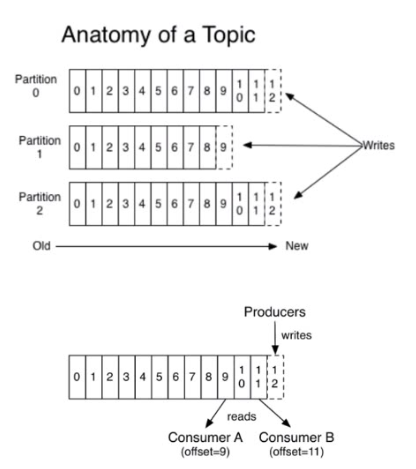 Anatomy of a Topic
Partition
0
0 1 2 3 4 5 6 7 8 9 10 11 12
Partition
1
0 1 2 3 4 5 6 7 8 9
Writes
Partition
2
0 1 2 3 4 5 6 7 8 9 10 11 12
Old New
Producers
writes
0 1 2 3 4 5 6 7 8 9 10 11 12
reads
Consumer A Consumer B
(offset=9) (offset=11)